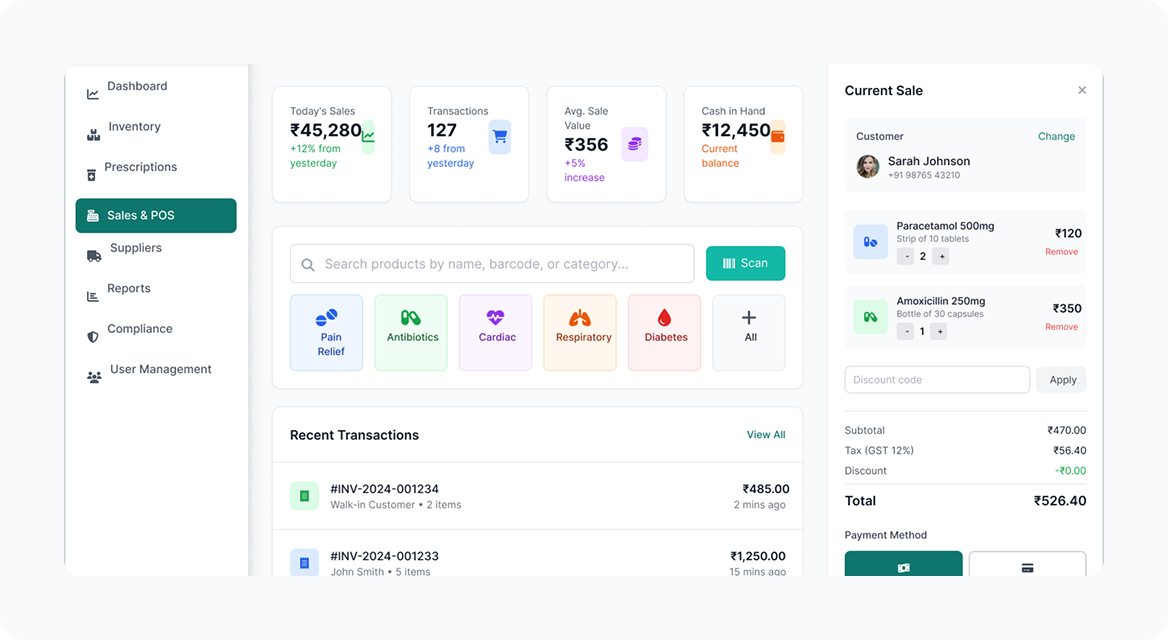 Dashboard
Inventory
Prescriptions
Sales & POS
Suppliers
Reports
Compliance
User Management
Today's Sales
₹45,280
+12% from
yesterday
Transactions
127
+8 from
yesterday
Avg. Sale
Value
₹356
+5%
increase
Cash in Hand
₹12,450
Current
balance
Search products by name, barcode, or category...
Scan
Pain
Relief
Antibiotics
Cardiac
Respiratory
Diabetes
All
Recent Transactions
View All
#INV-2024-001234
₹485.00
Walk-in Customer • 2 items
2 mins ago
#INV-2024-001233
₹1,250.00
John Smith • 5 items
15 mins ago
Current Sale
×
Customer
Change
Sarah Johnson
+91 98765 43210
Paracetamol 500mg
₹120
Strip of 10 tablets
Remove
- 2 +
Amoxicillin 250mg
₹350
Bottle of 30 capsules
Remove
- 1 +
Discount code
Apply
Subtotal
₹470.00
Tax (GST 12%)
₹56.40
Discount
-₹0.00
Total
₹526.40
Payment Method